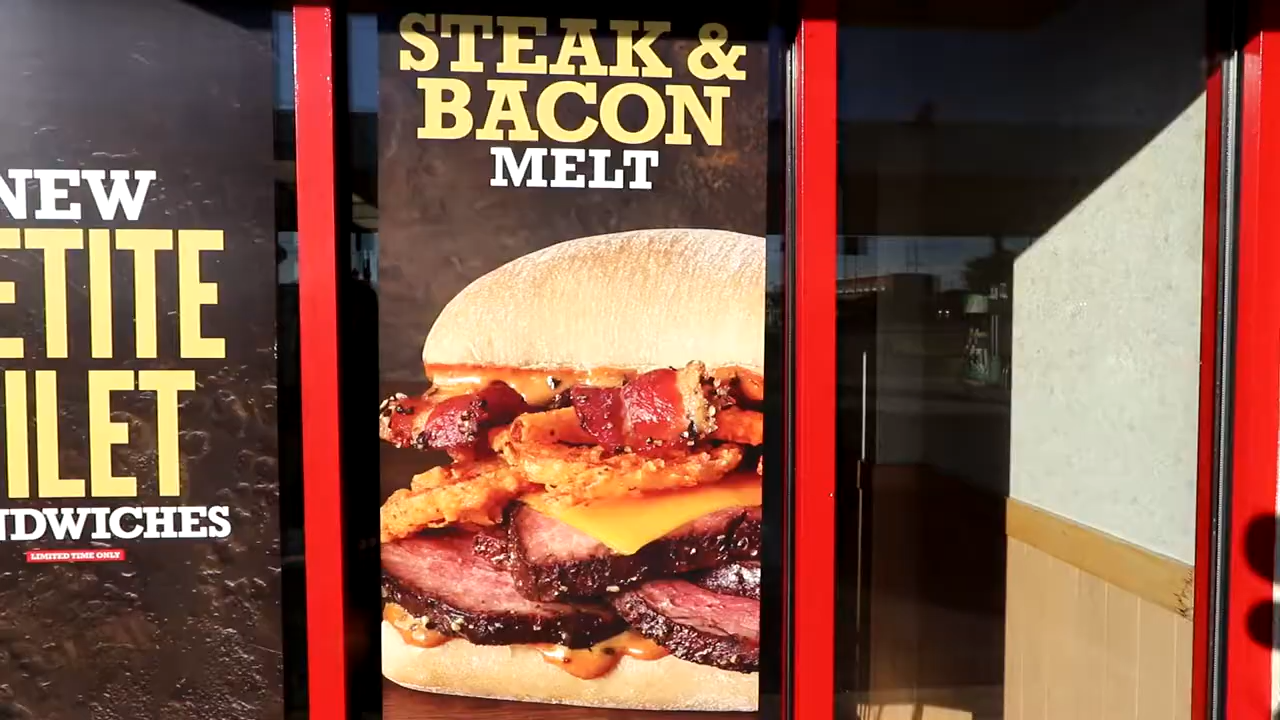 NEW
ETITE
ILET
NDWICHES
LIMITED TIME ONLY
STEAK &
BACON
MELT